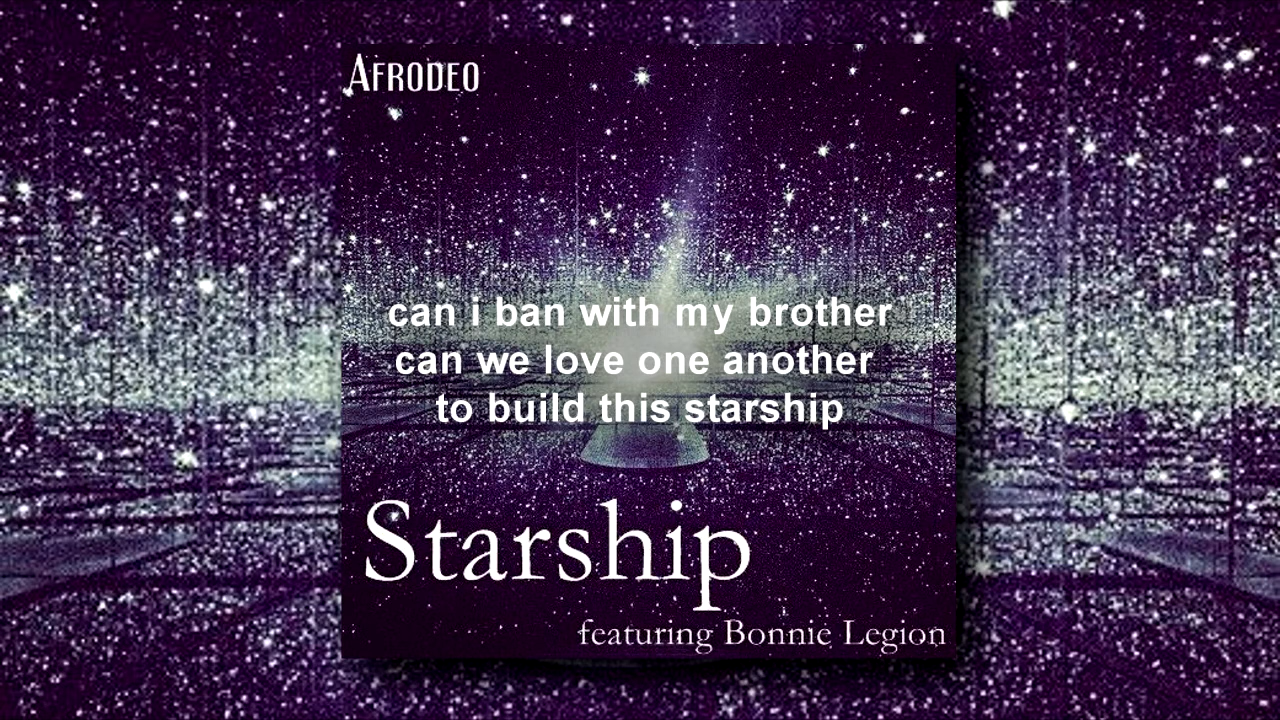 AFRODEO
can i ban with my brother
can we love one another
to build this starship
Starship
featuring Bonnie Legion